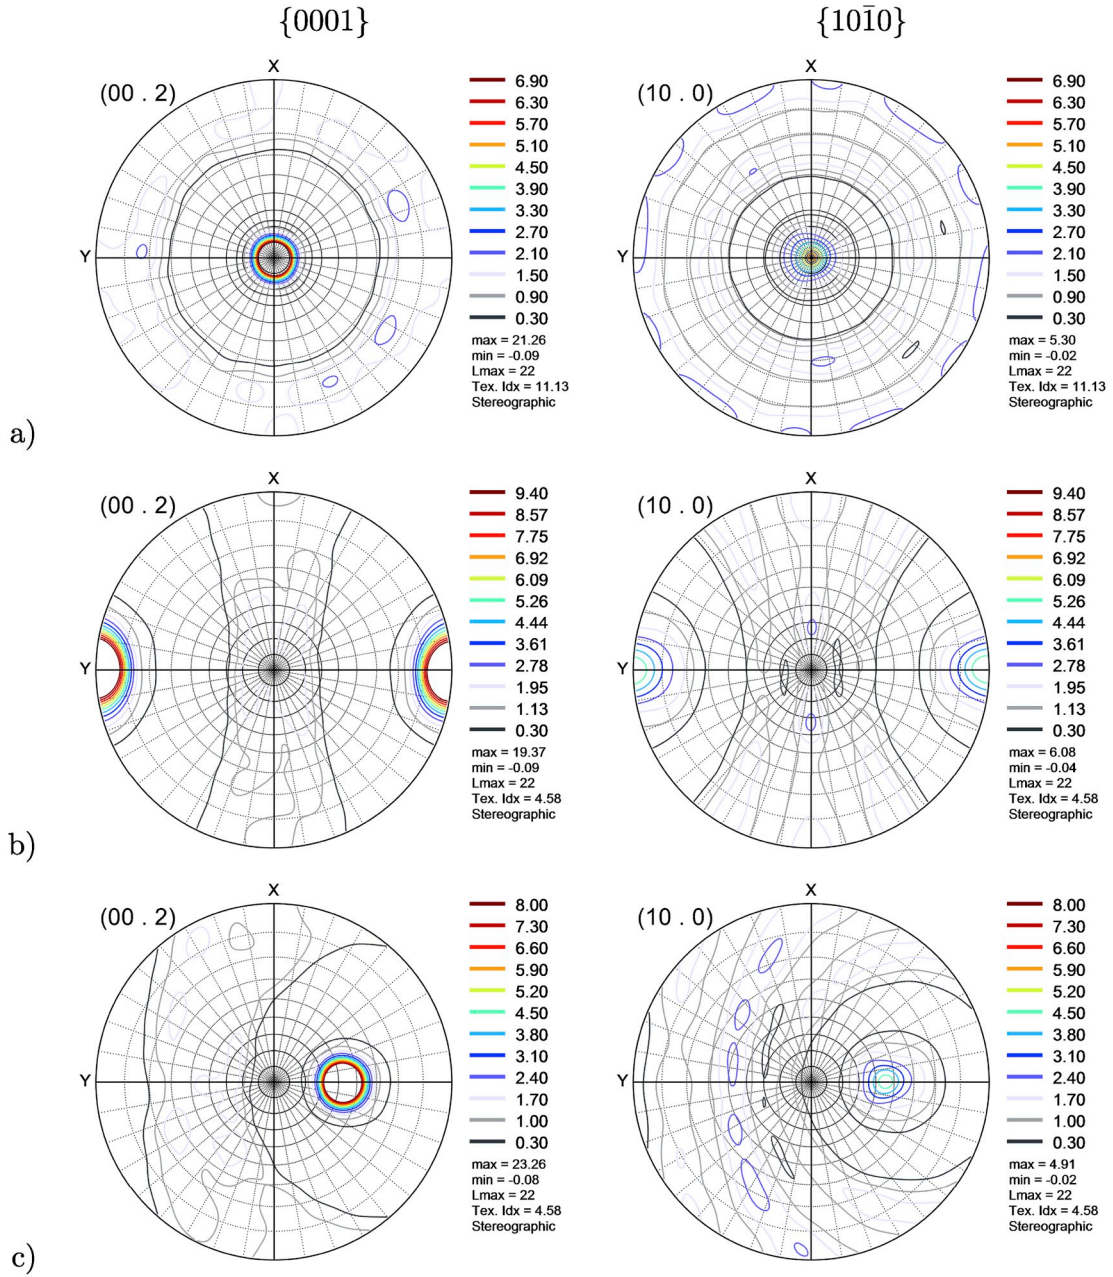 {0001} {101̄0}
X
(00 . 2)
Y
6.90
6.30
5.70
5.10
4.50
3.90
3.30
2.70
2.10
1.50
0.90
0.30
max = 21.26
min = -0.09
Lmax = 22
Tex. Idx = 11.13
Stereographic
X
(10 . 0)
Y
6.90
6.30
5.70
5.10
4.50
3.90
3.30
2.70
2.10
1.50
0.90
0.30
max = 5.30
min = -0.02
Lmax = 22
Tex. Idx = 11.13
Stereographic
a)
X
(00 . 2)
Y
9.40
8.57
7.75
6.92
6.09
5.26
4.44
3.61
2.78
1.95
1.13
0.30
max = 19.37
min = -0.09
Lmax = 22
Tex. Idx = 4.58
Stereographic
X
(10 . 0)
Y
9.40
8.57
7.75
6.92
6.09
5.26
4.44
3.61
2.78
1.95
1.13
0.30
max = 6.08
min = -0.04
Lmax = 22
Tex. Idx = 4.58
Stereographic
b)
X
(00 . 2)
Y
8.00
7.30
6.60
5.90
5.20
4.50
3.80
3.10
2.40
1.70
1.00
0.30
max = 23.26
min = -0.08
Lmax = 22
Tex. Idx = 4.58
Stereographic
X
(10 . 0)
Y
8.00
7.30
6.60
5.90
5.20
4.50
3.80
3.10
2.40
1.70
1.00
0.30
max = 4.91
min = -0.02
Lmax = 22
Tex. Idx = 4.58
Stereographic
c)